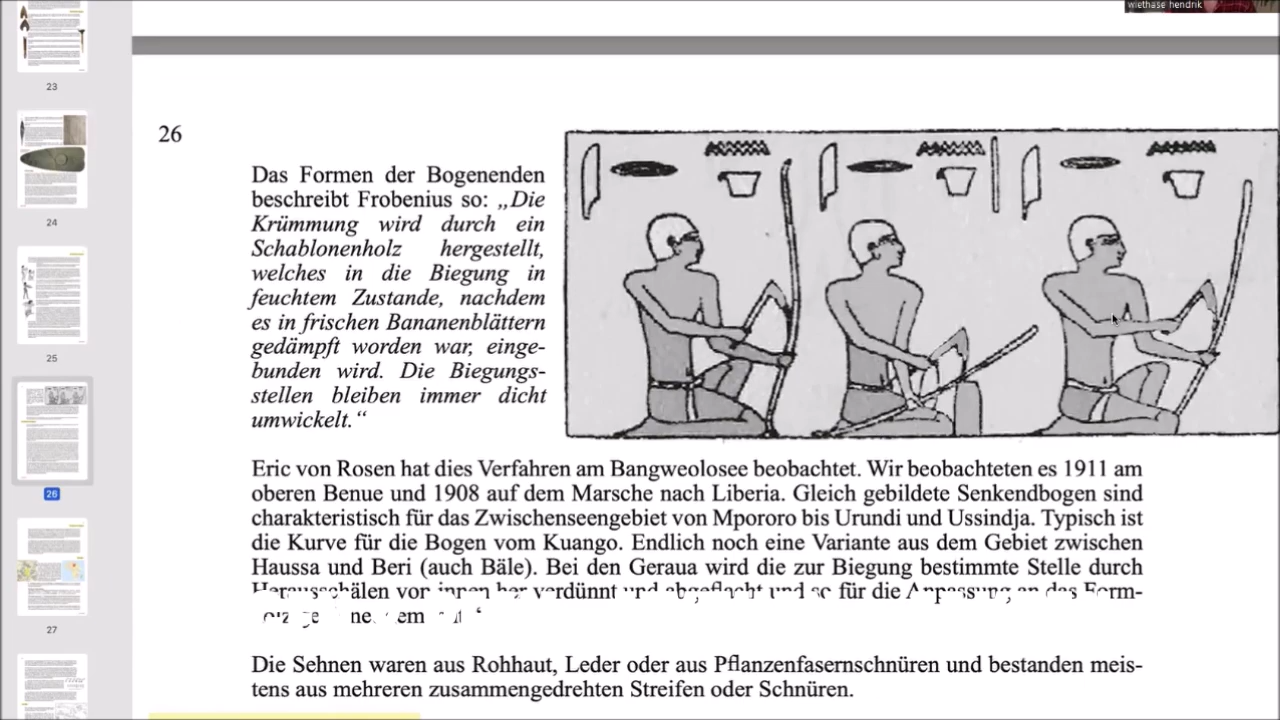 wiethase hendrik
23
24
25
26
27
26
Das Formen der Bogenenden
beschreibt Frobenius so: „Die
Krümmung wird durch ein
Schablonenholz hergestellt,
welches in die Biegung in
feuchtem Zustande, nachdem
es in frischen Bananenblättern
gedämpft worden war, einge-
bunden wird. Die Biegungs-
stellen bleiben immer dicht
umwickelt.“
Eric von Rosen hat dies Verfahren am Bangweolosee beobachtet. Wir beobachteten es 1911 am
oberen Benue und 1908 auf dem Marsche nach Liberia. Gleich gebildete Senkendbogen sind
charakteristisch für das Zwischenseengebiet von Mpororo bis Urundi und Ussindja. Typisch ist
die Kurve für die Bogen vom Kuango. Endlich noch eine Variante aus dem Gebiet zwischen
Haussa und Beri (auch Bäle). Bei den Geraua wird die zur Biegung bestimmte Stelle durch
Herausschälen von innen her verdünnt und abgeflacht und so für die Anpassung an das Form-
Die Sehnen waren aus Rohhaut, Leder oder aus Pflanzenfasernschnüren und bestanden meis-
tens aus mehreren zusammengedrehten Streifen oder Schnüren.